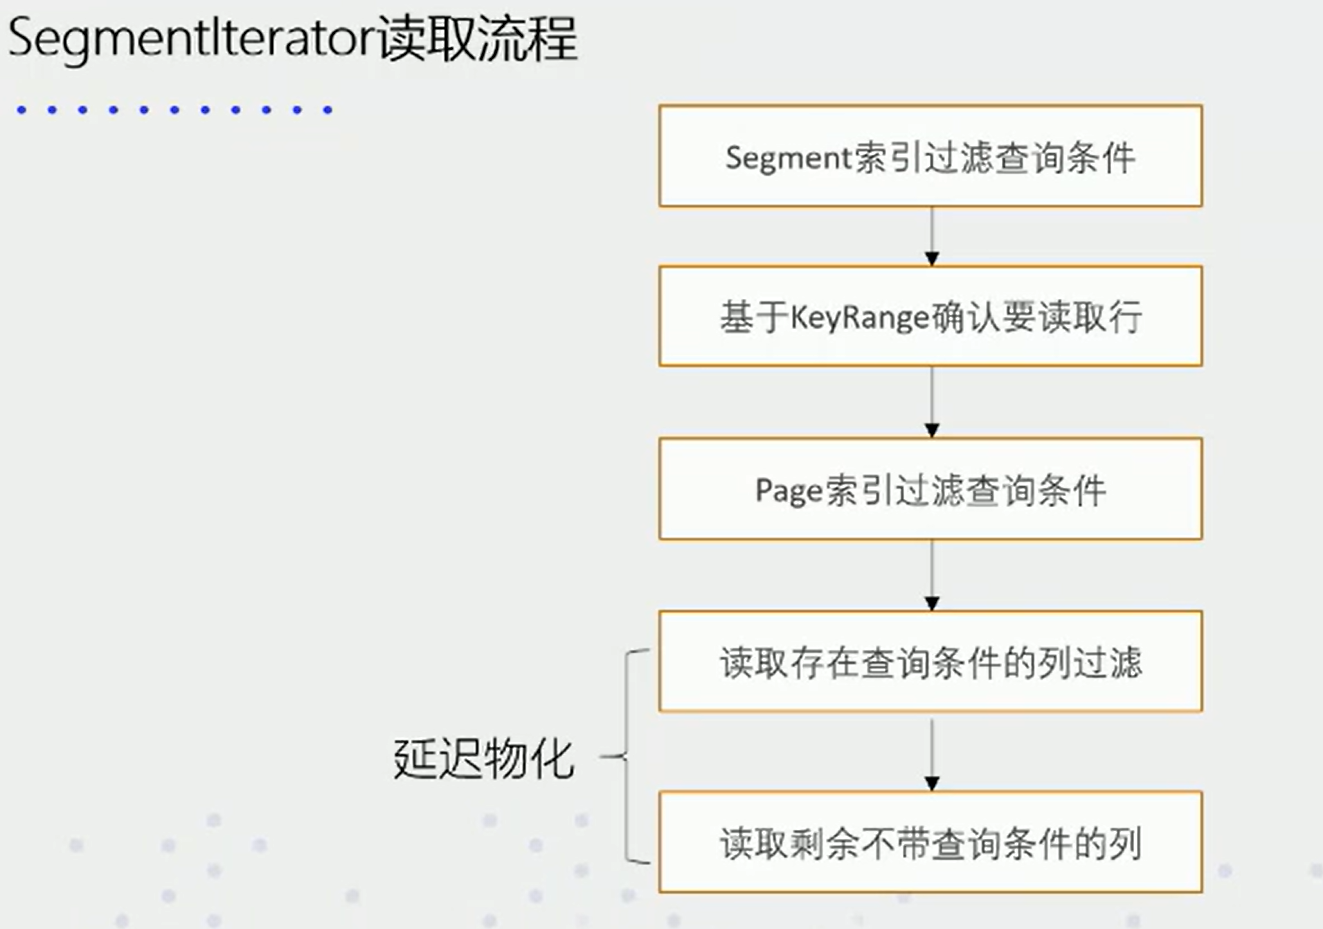 SegmentIterator读取流程
Segment索引过滤查询条件
基于KeyRange确认要读取行
Page索引过滤查询条件
读取存在查询条件的列过滤
延迟物化
读取剩余不带查询条件的列